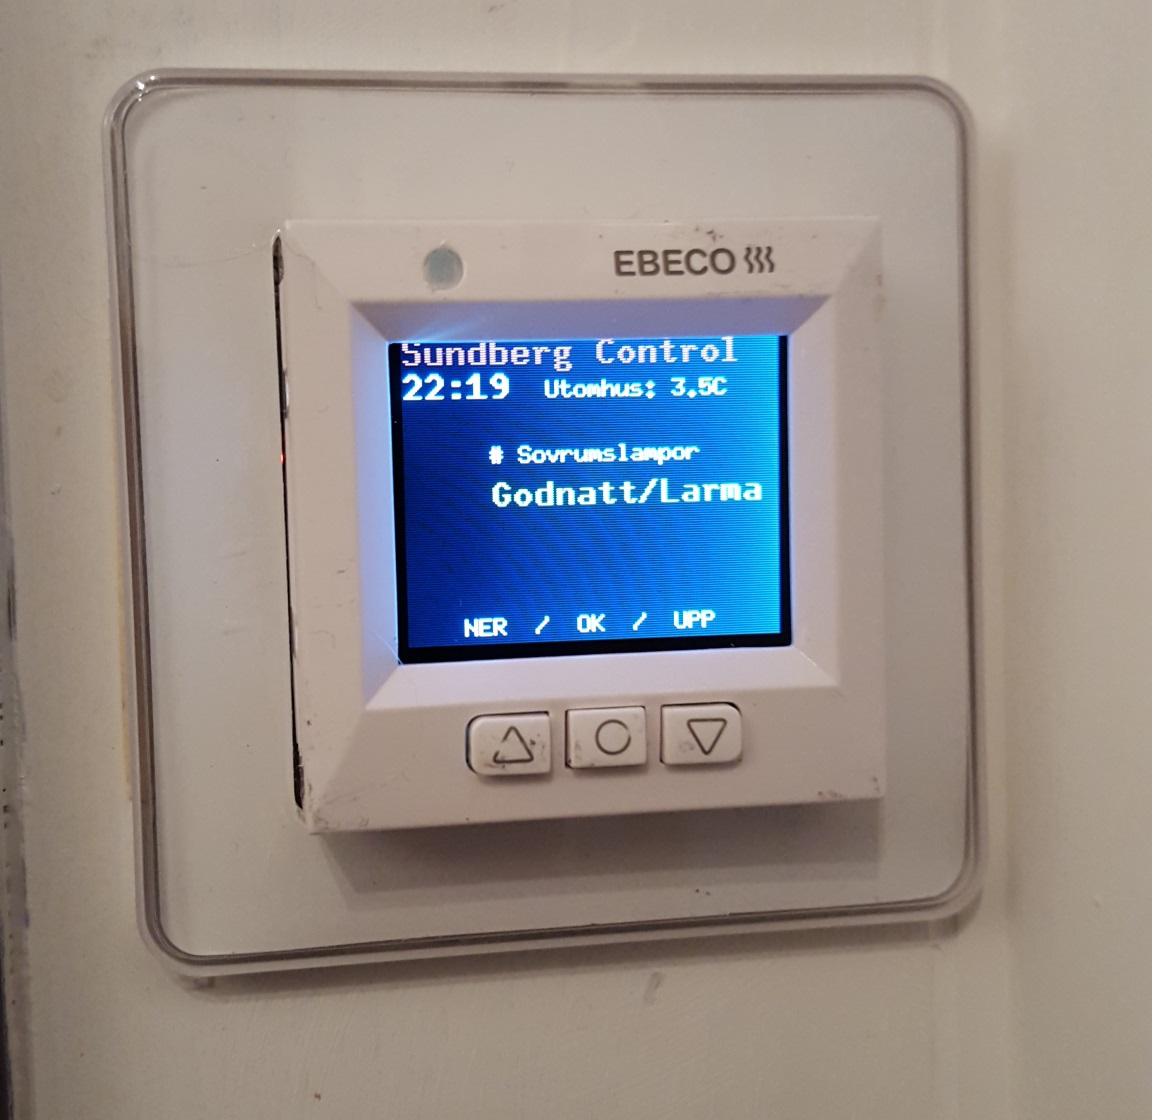 EBECO
Sundberg Control
22:19 Utomhus: 3.5C
# Sovrumslampor
Godnatt/Larma
NER / OK / UPP